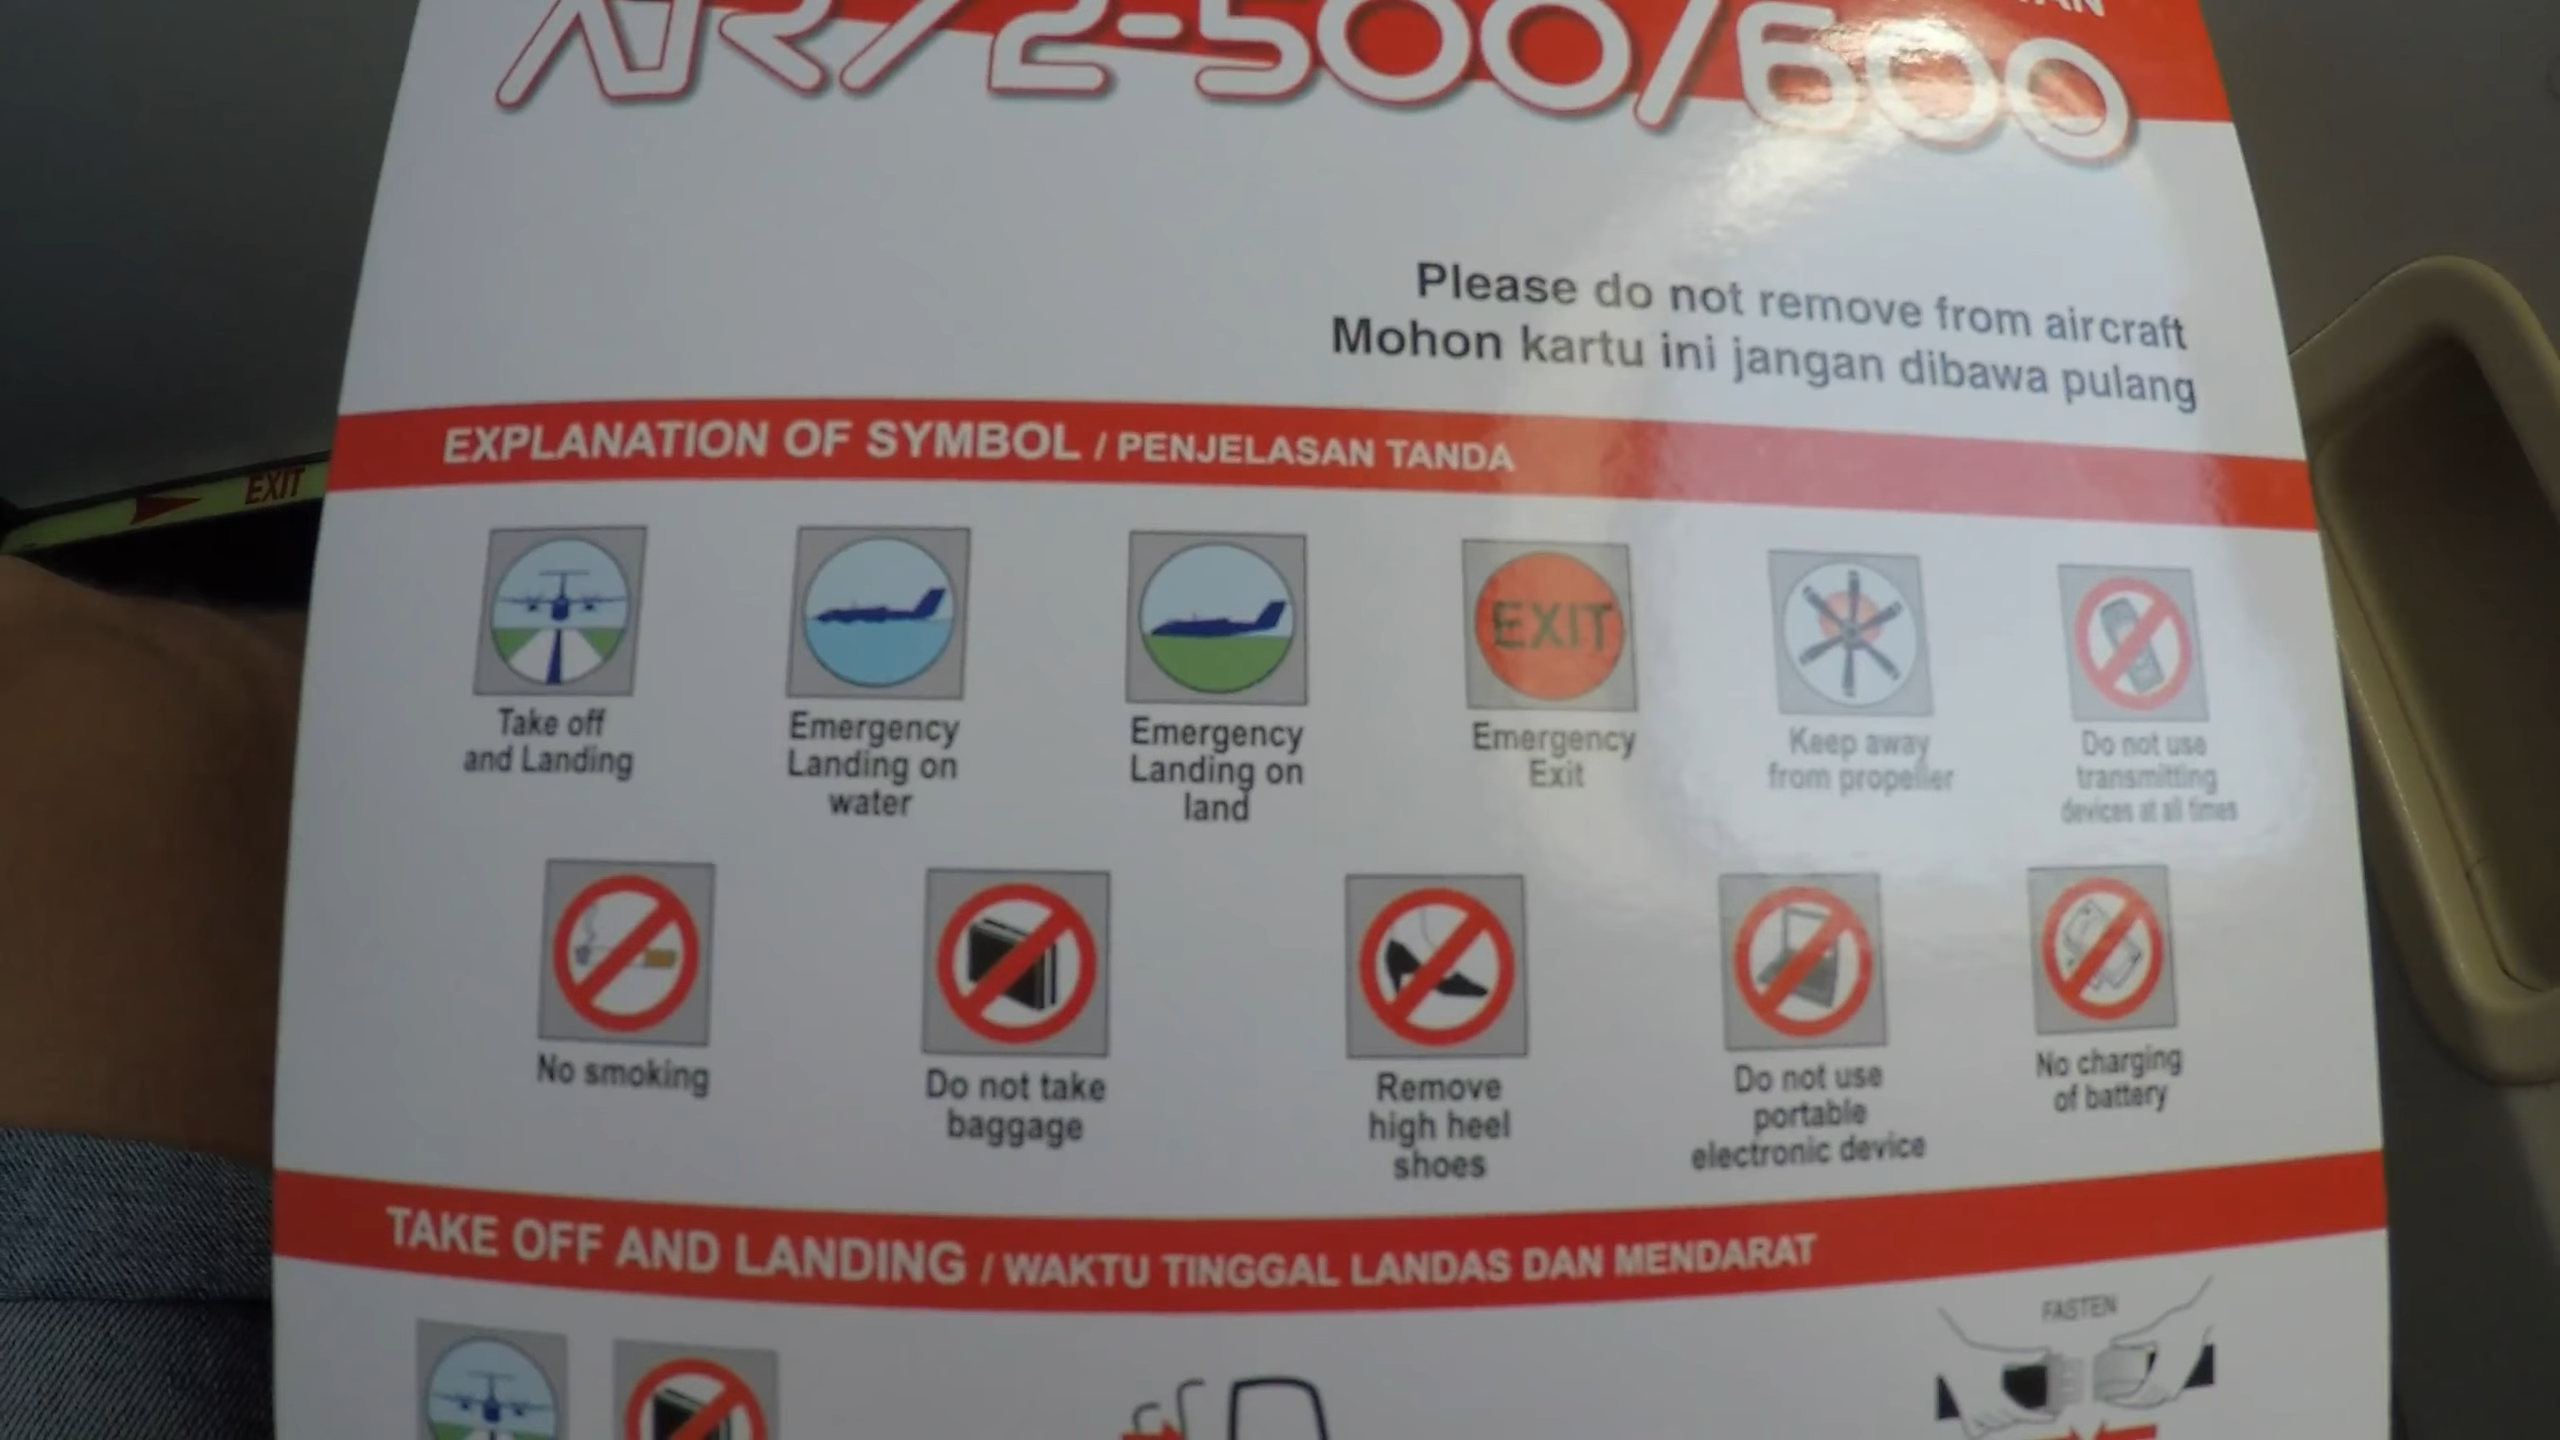 ATR72-500/600
Please do not remove from aircraft
Mohon kartu ini jangan dibawa pulang
EXPLANATION OF SYMBOL / PENJELASAN TANDA
EXIT
EXIT
Take off
and Landing
Emergency
Landing on
water
Emergency
Landing on
land
Emergency
Exit
Keep away
from propeller
Do not use
transmitting
devices at all times
No smoking
Do not take
baggage
Remove
high heel
shoes
Do not use
portable
electronic device
No charging
of battery
TAKE OFF AND LANDING / WAKTU TINGGAL LANDAS DAN MENDARAT
FASTEN